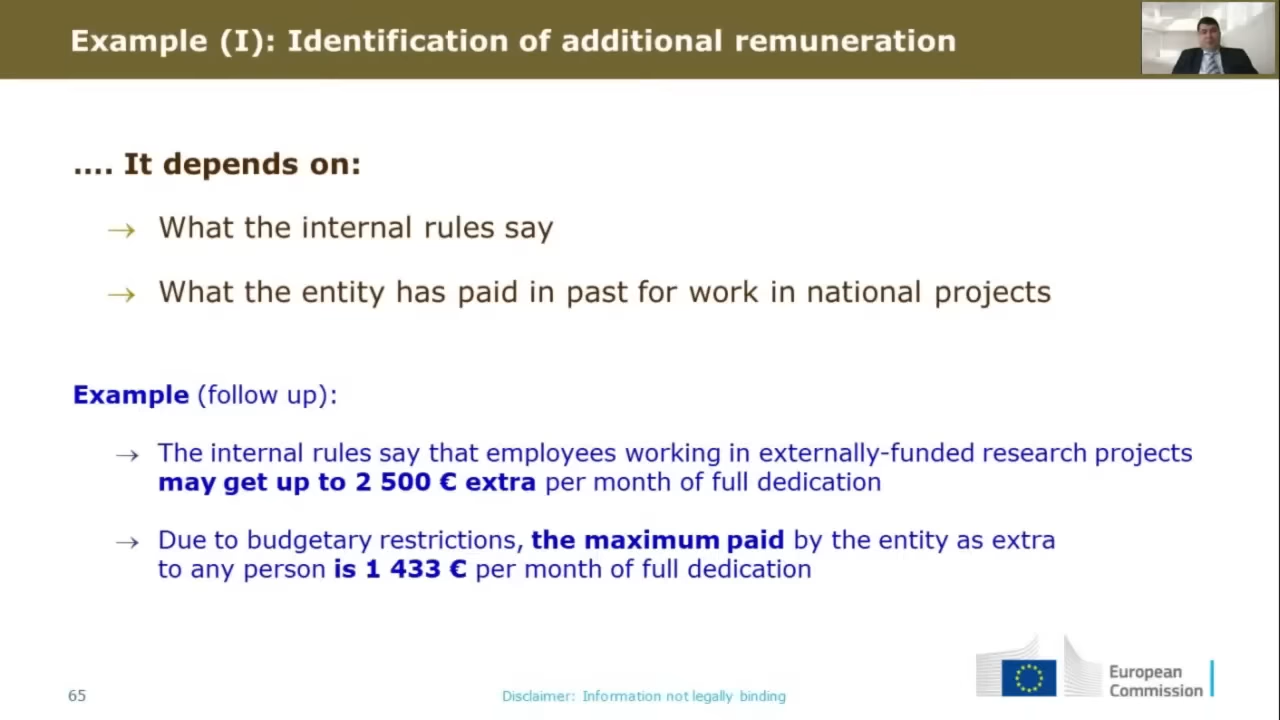 Example (I): Identification of additional remuneration
.... It depends on:
→ What the internal rules say
→ What the entity has paid in past for work in national projects
Example (follow up):
→ The internal rules say that employees working in externally-funded research projects
may get up to 2 500 € extra per month of full dedication
→ Due to budgetary restrictions, the maximum paid by the entity as extra
to any person is 1 433 € per month of full dedication
European
Commission
65
Disclaimer: Information not legally binding